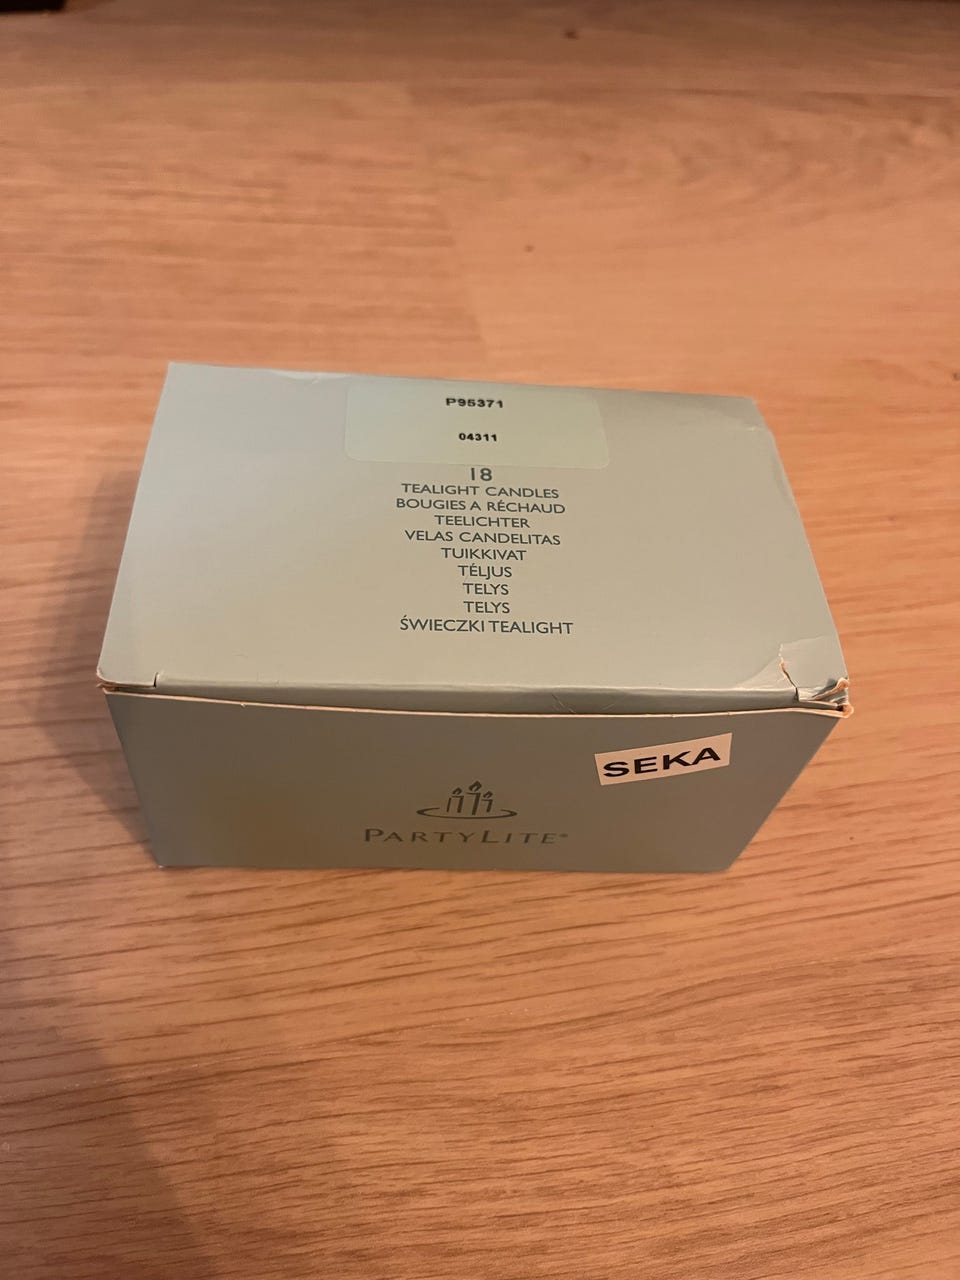 P95371
04311
18
TEALIGHT CANDLES
BOUGIES A RÉCHAUD
TEELICHTER
VELAS CANDELITAS
TUIKKIVAT
TÉLJUS
TELYS
TELYS
ŚWIECZKI TEALIGHT
SEKA
PARTYLITE®